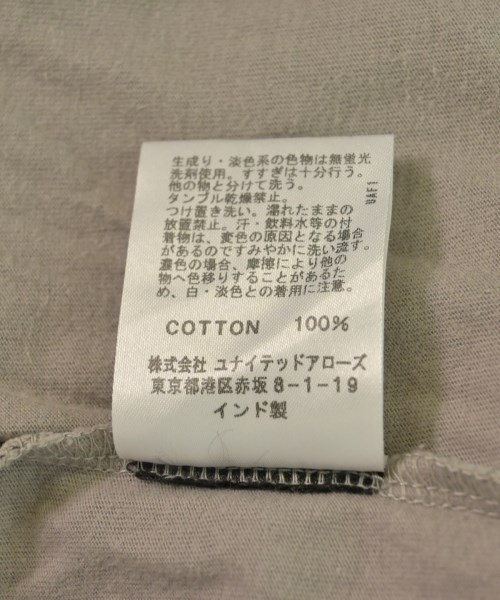 生成り・淡色系の色物は無蛍光
洗剤使用。すすぎは十分行う。
他の物と分けて洗う。
タンブル乾燥禁止。
つけ置き洗い。濡れたままの
放置禁止。汗・飲料水等の付
着物は、変色の原因となる場合
があるのですみやかに洗い流す。
濃色の場合、摩擦により他の
物へ色移りすることがあるた
め、白・淡色との着用に注意。
UAF1
COTTON 100%
株式会社 ユナイテッドアローズ
東京都港区赤坂8-1-19
インド製